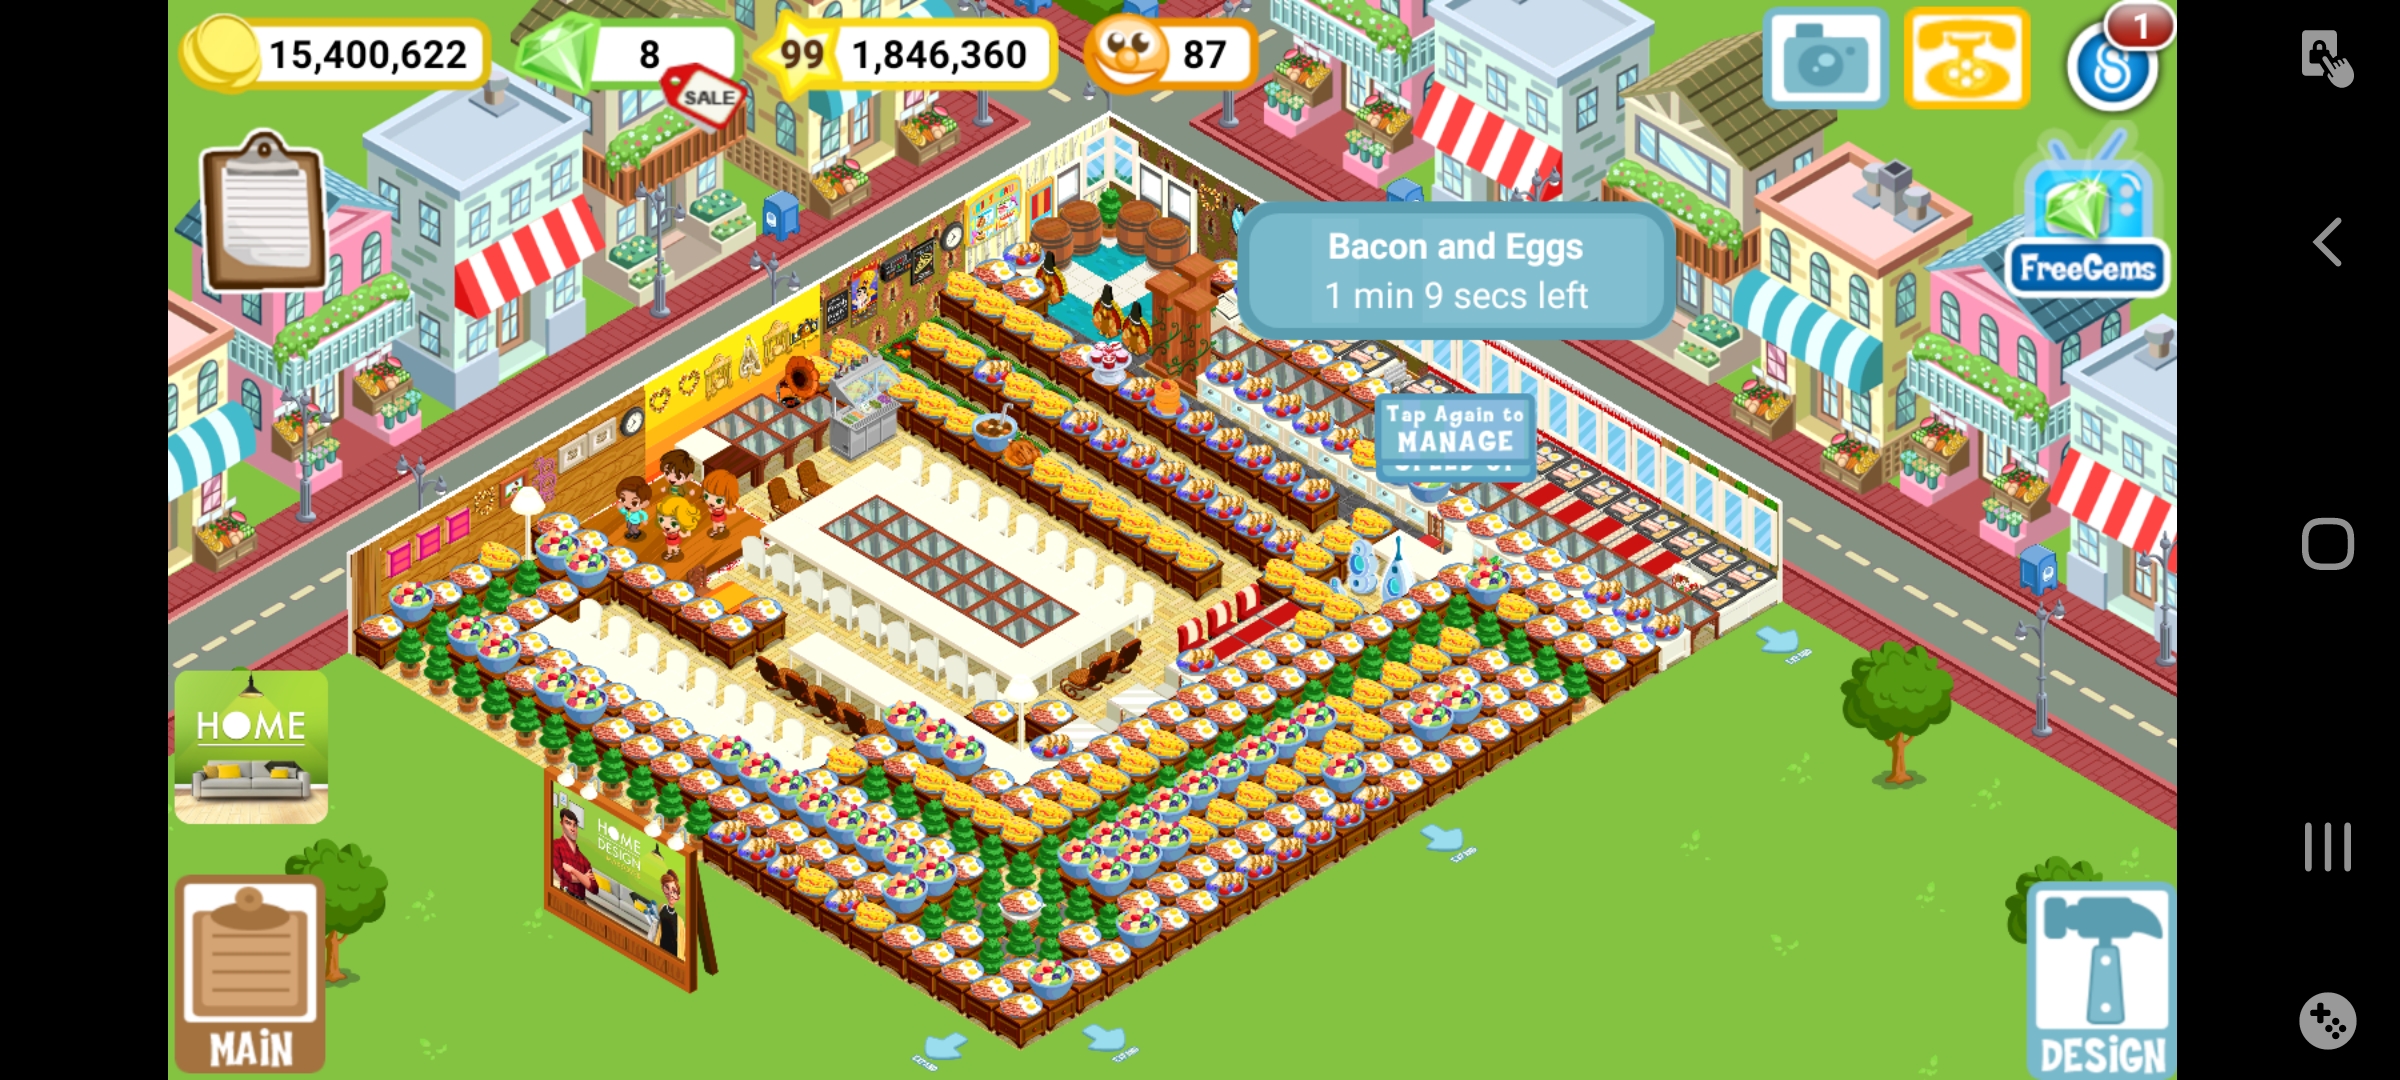 15,400,622
8
SALE
99
1,846,360
87
1
FreeGems
Bacon and Eggs
1 min 9 secs left
Tap Again to
MANAGE
HOME
HOME
DESIGN
MAIN
DESIGN